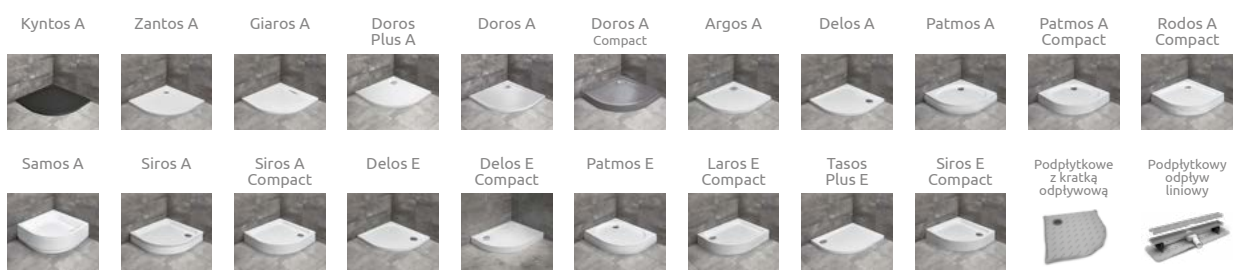 Kyntos A
Zantos A
Giaros A
Doros
Plus A
Doros A
Doros A
Compact
Argos A
Delos A
Patmos A
Patmos A
Compact
Rodos A
Compact
Samos A
Siros A
Siros A
Compact
Delos E
Delos E
Compact
Patmos E
Laros E
Compact
Tasos
Plus E
Siros E
Compact
Podpłytkowe
z kratką
odpływową
Podpłytkowy
odpływ
liniowy